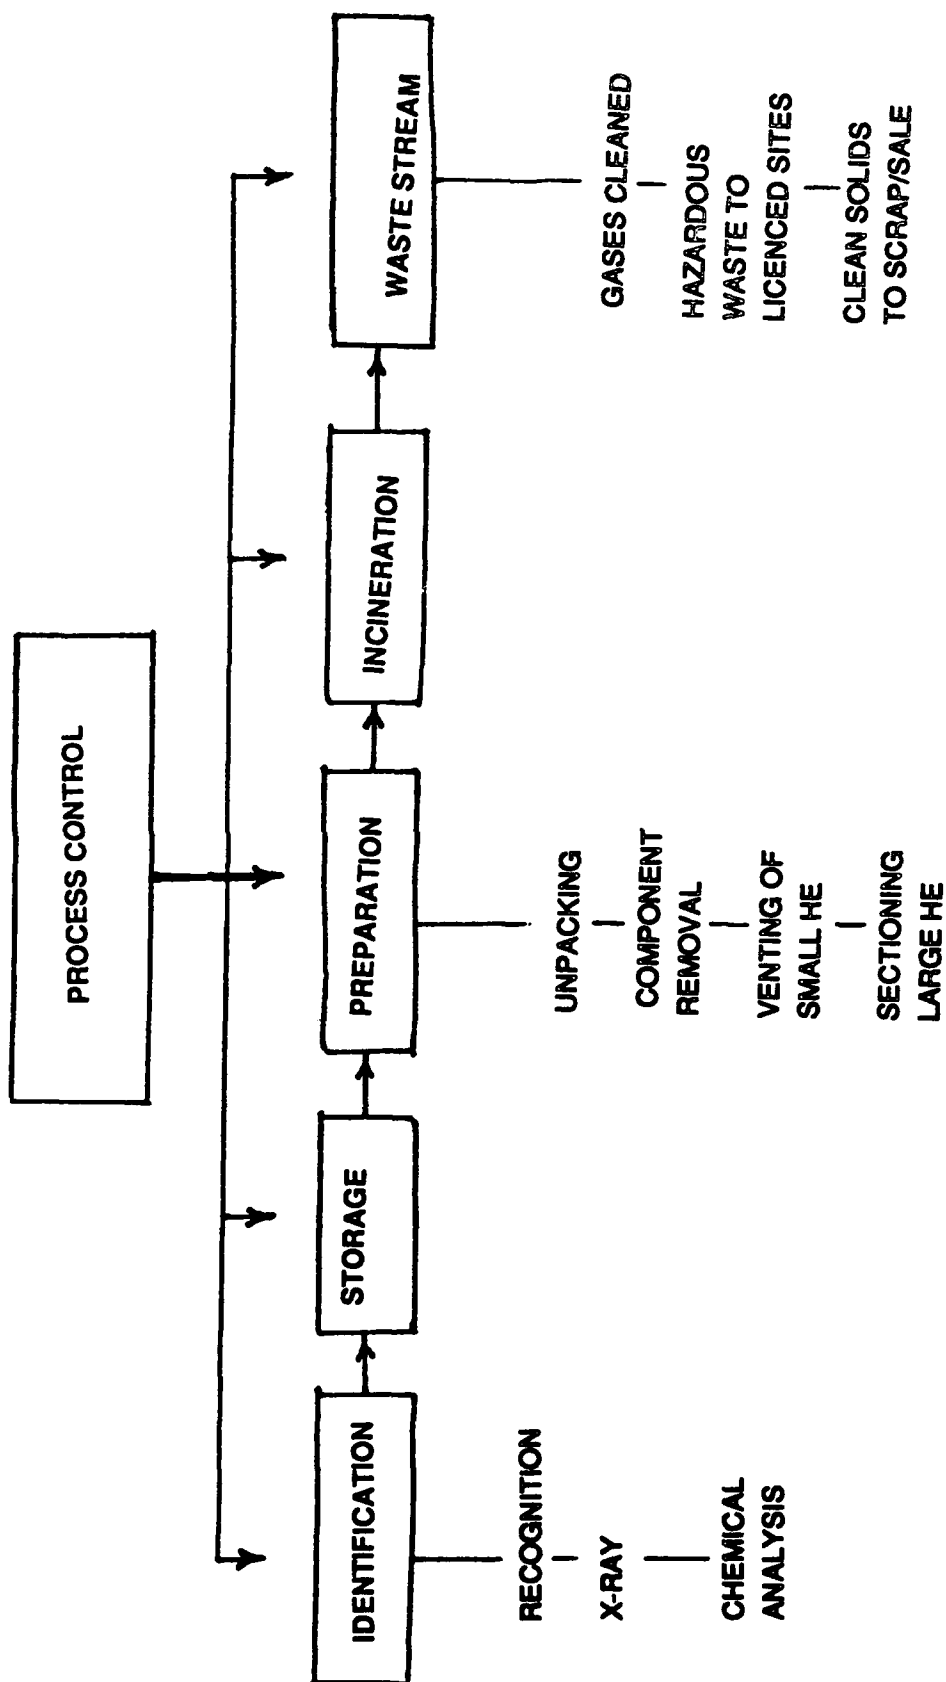 PROCESS CONTROL
IDENTIFICATION
STORAGE
PREPARATION
INCINERATION
WASTE STREAM
RECOGNITION
X-RAY
CHEMICAL
ANALYSIS
UNPACKING
COMPONENT
REMOVAL
VENTING OF
SMALL HE
SECTIONING
LARGE HE
GASES CLEANED
HAZARDOUS
WASTE TO
LICENCED SITES
CLEAN SOLIDS
TO SCRAP/SALE